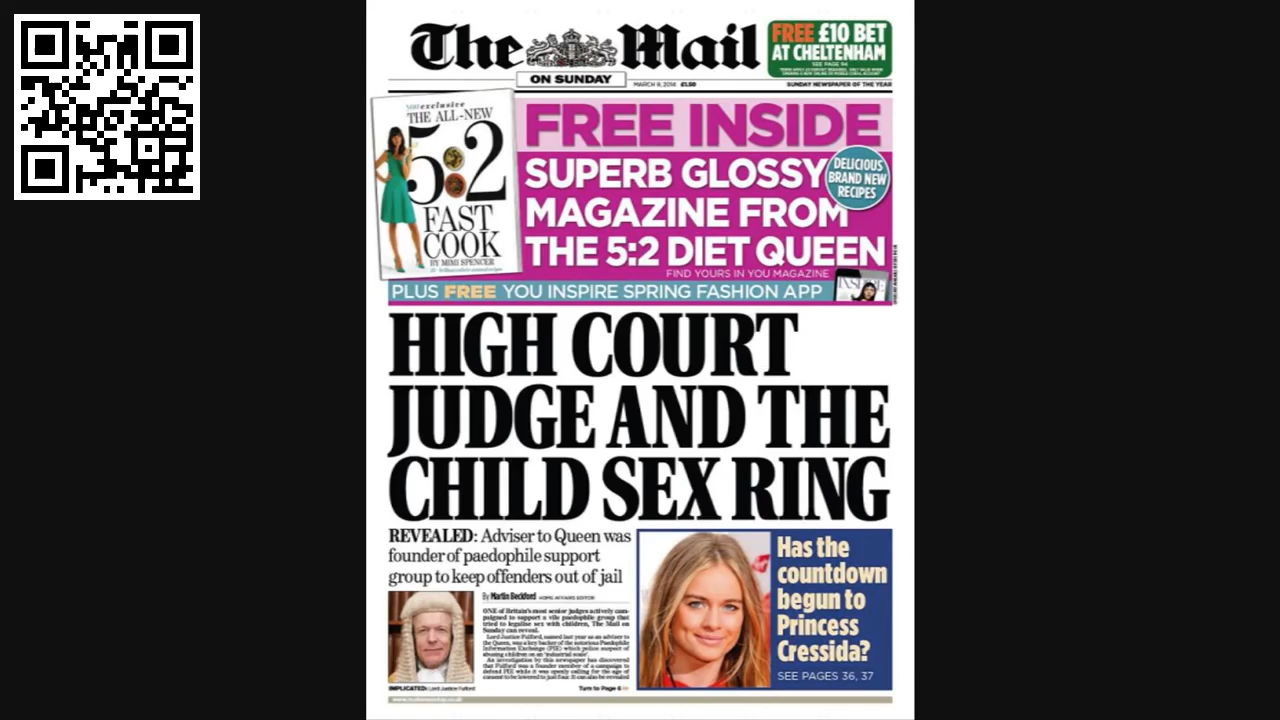 The Mail
ON SUNDAY
MARCH 9, 2014 £1.50
FREE £10 BET
AT CHELTENHAM
SEE PAGE 94
SUNDAY NEWSPAPER OF THE YEAR
YOU exclusive
THE ALL-NEW
5:2
FAST
COOK
BY MIMI SPENCER
FREE INSIDE
SUPERB GLOSSY
MAGAZINE FROM
THE 5:2 DIET QUEEN
DELICIOUS
BRAND NEW
RECIPES
FIND YOURS IN YOU MAGAZINE
PLUS FREE YOU INSPIRE SPRING FASHION APP
HIGH COURT
JUDGE AND THE
CHILD SEX RING
REVEALED: Adviser to Queen was
founder of paedophile support
group to keep offenders out of jail
By Martin Beckford HOME AFFAIRS EDITOR
ONE of Britain's most senior judges actively cam-
paigned to support a vile paedophile group that
tried to legalise sex with children, The Mail on
Sunday can reveal.
Lord Justice Fulford, named last year as an adviser to
the Queen, was a key backer of the notorious Paedophile
Information Exchange (PIE) which police suspect of
abusing children on an 'industrial scale'.
An investigation by this newspaper has discovered
that Fulford was a founder member of a campaign to
defend PIE while it was openly calling for the age of
consent to be lowered to just four. It can also be revealed
Turn to Page 6
IMPLICATED: Lord Justice Fulford
Has the
countdown
begun to
Princess
Cressida?
SEE PAGES 36, 37